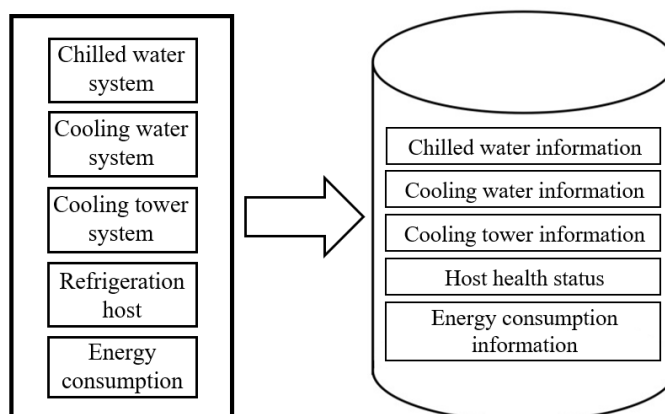 Chilled water
system
Cooling water
system
Cooling tower
system
Refrigeration
host
Energy
consumption
Chilled water information
Cooling water information
Cooling tower information
Host health status
Energy consumption
information